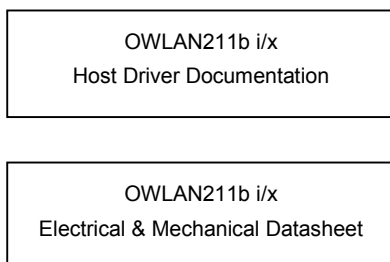 OWLAN211b i/x
Host Driver Documentation
OWLAN211b i/x
Electrical & Mechanical Datasheet